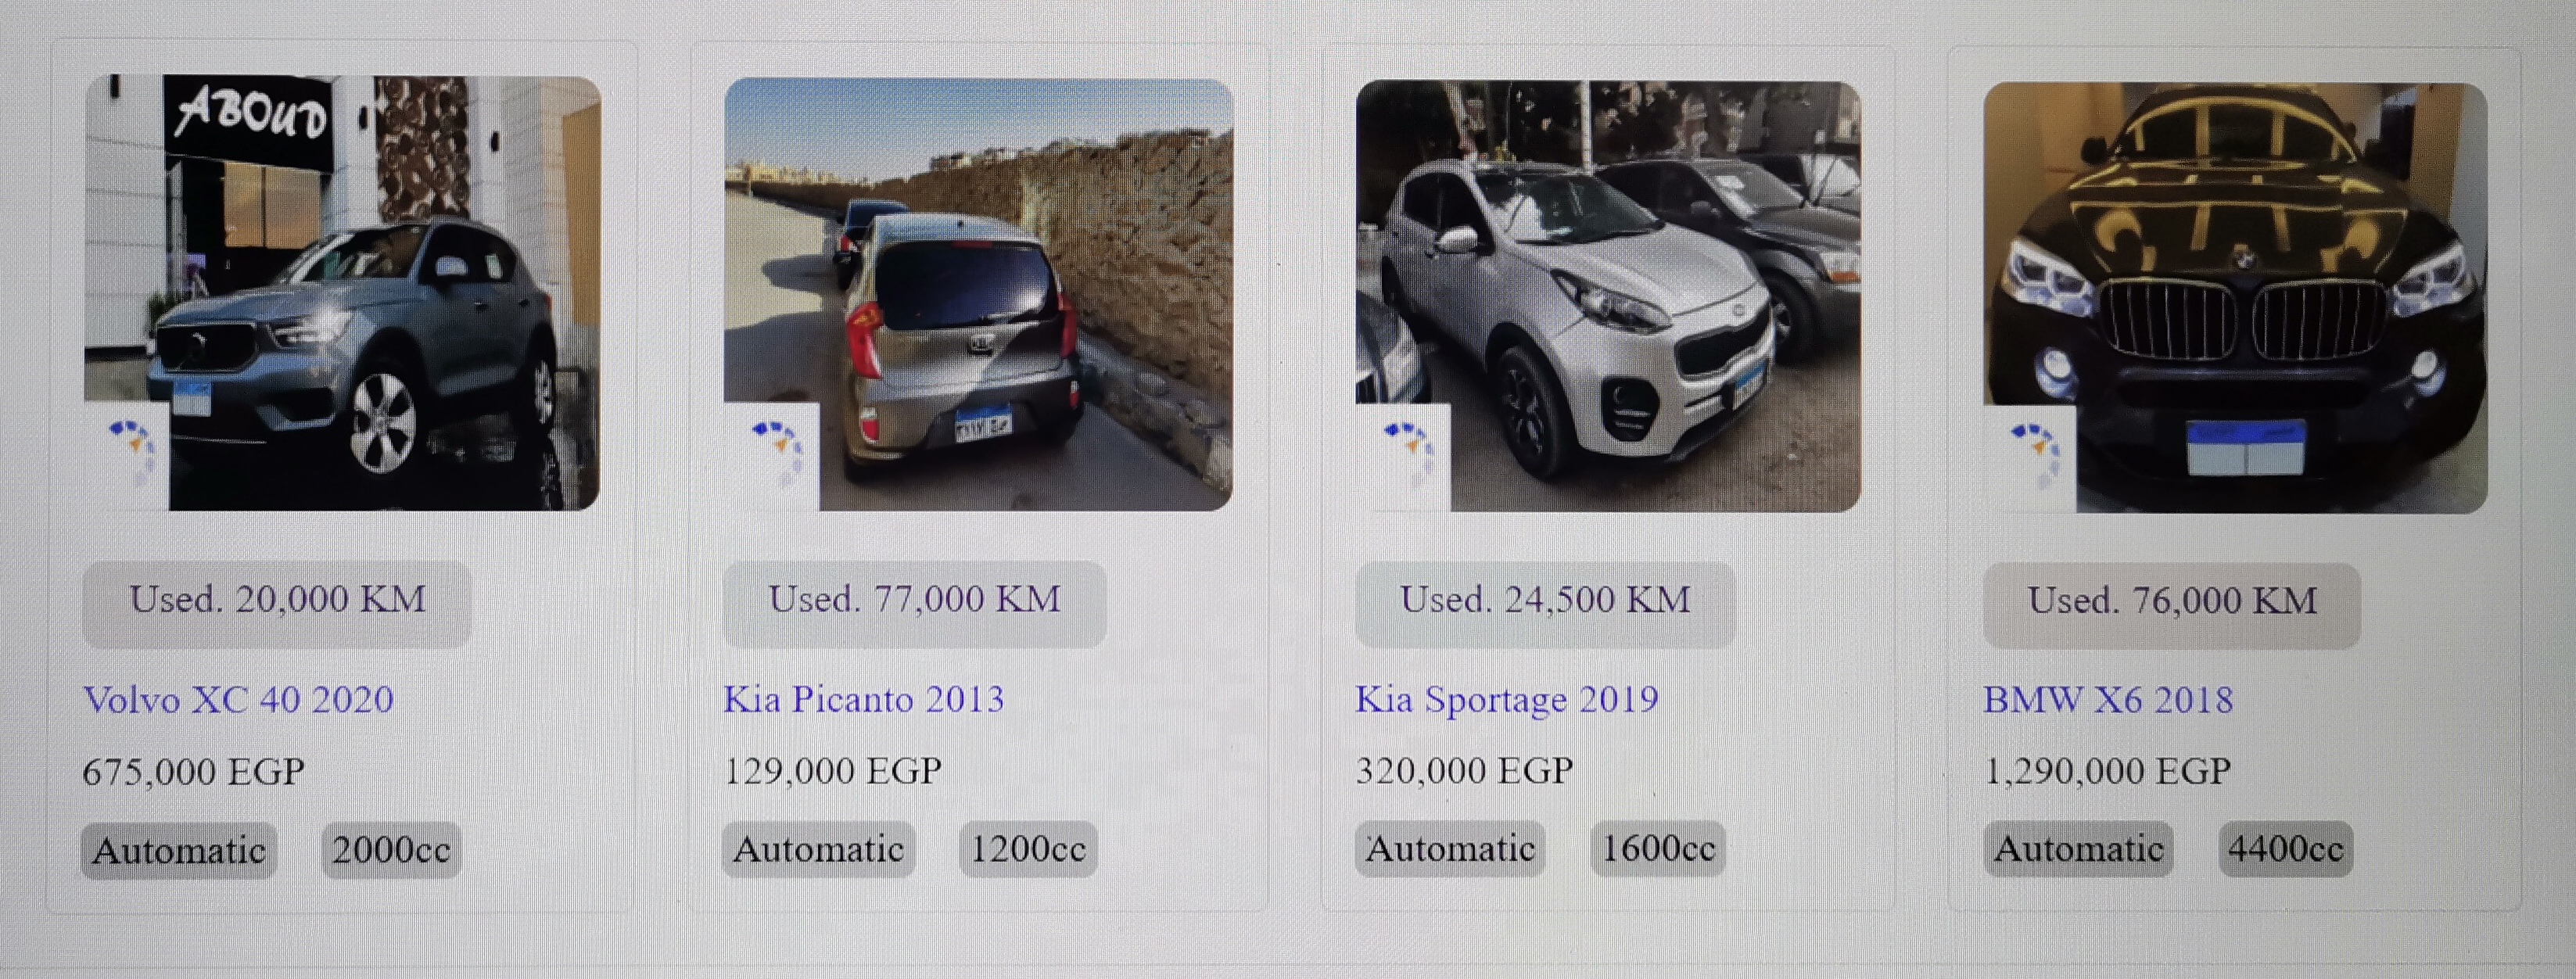 ABOUD
Used. 20,000 KM
Volvo XC 40 2020
675,000 EGP
Automatic 2000cc
Used. 77,000 KM
Kia Picanto 2013
129,000 EGP
Automatic 1200cc
Used. 24,500 KM
Kia Sportage 2019
320,000 EGP
Automatic 1600cc
Used. 76,000 KM
BMW X6 2018
1,290,000 EGP
Automatic 4400cc